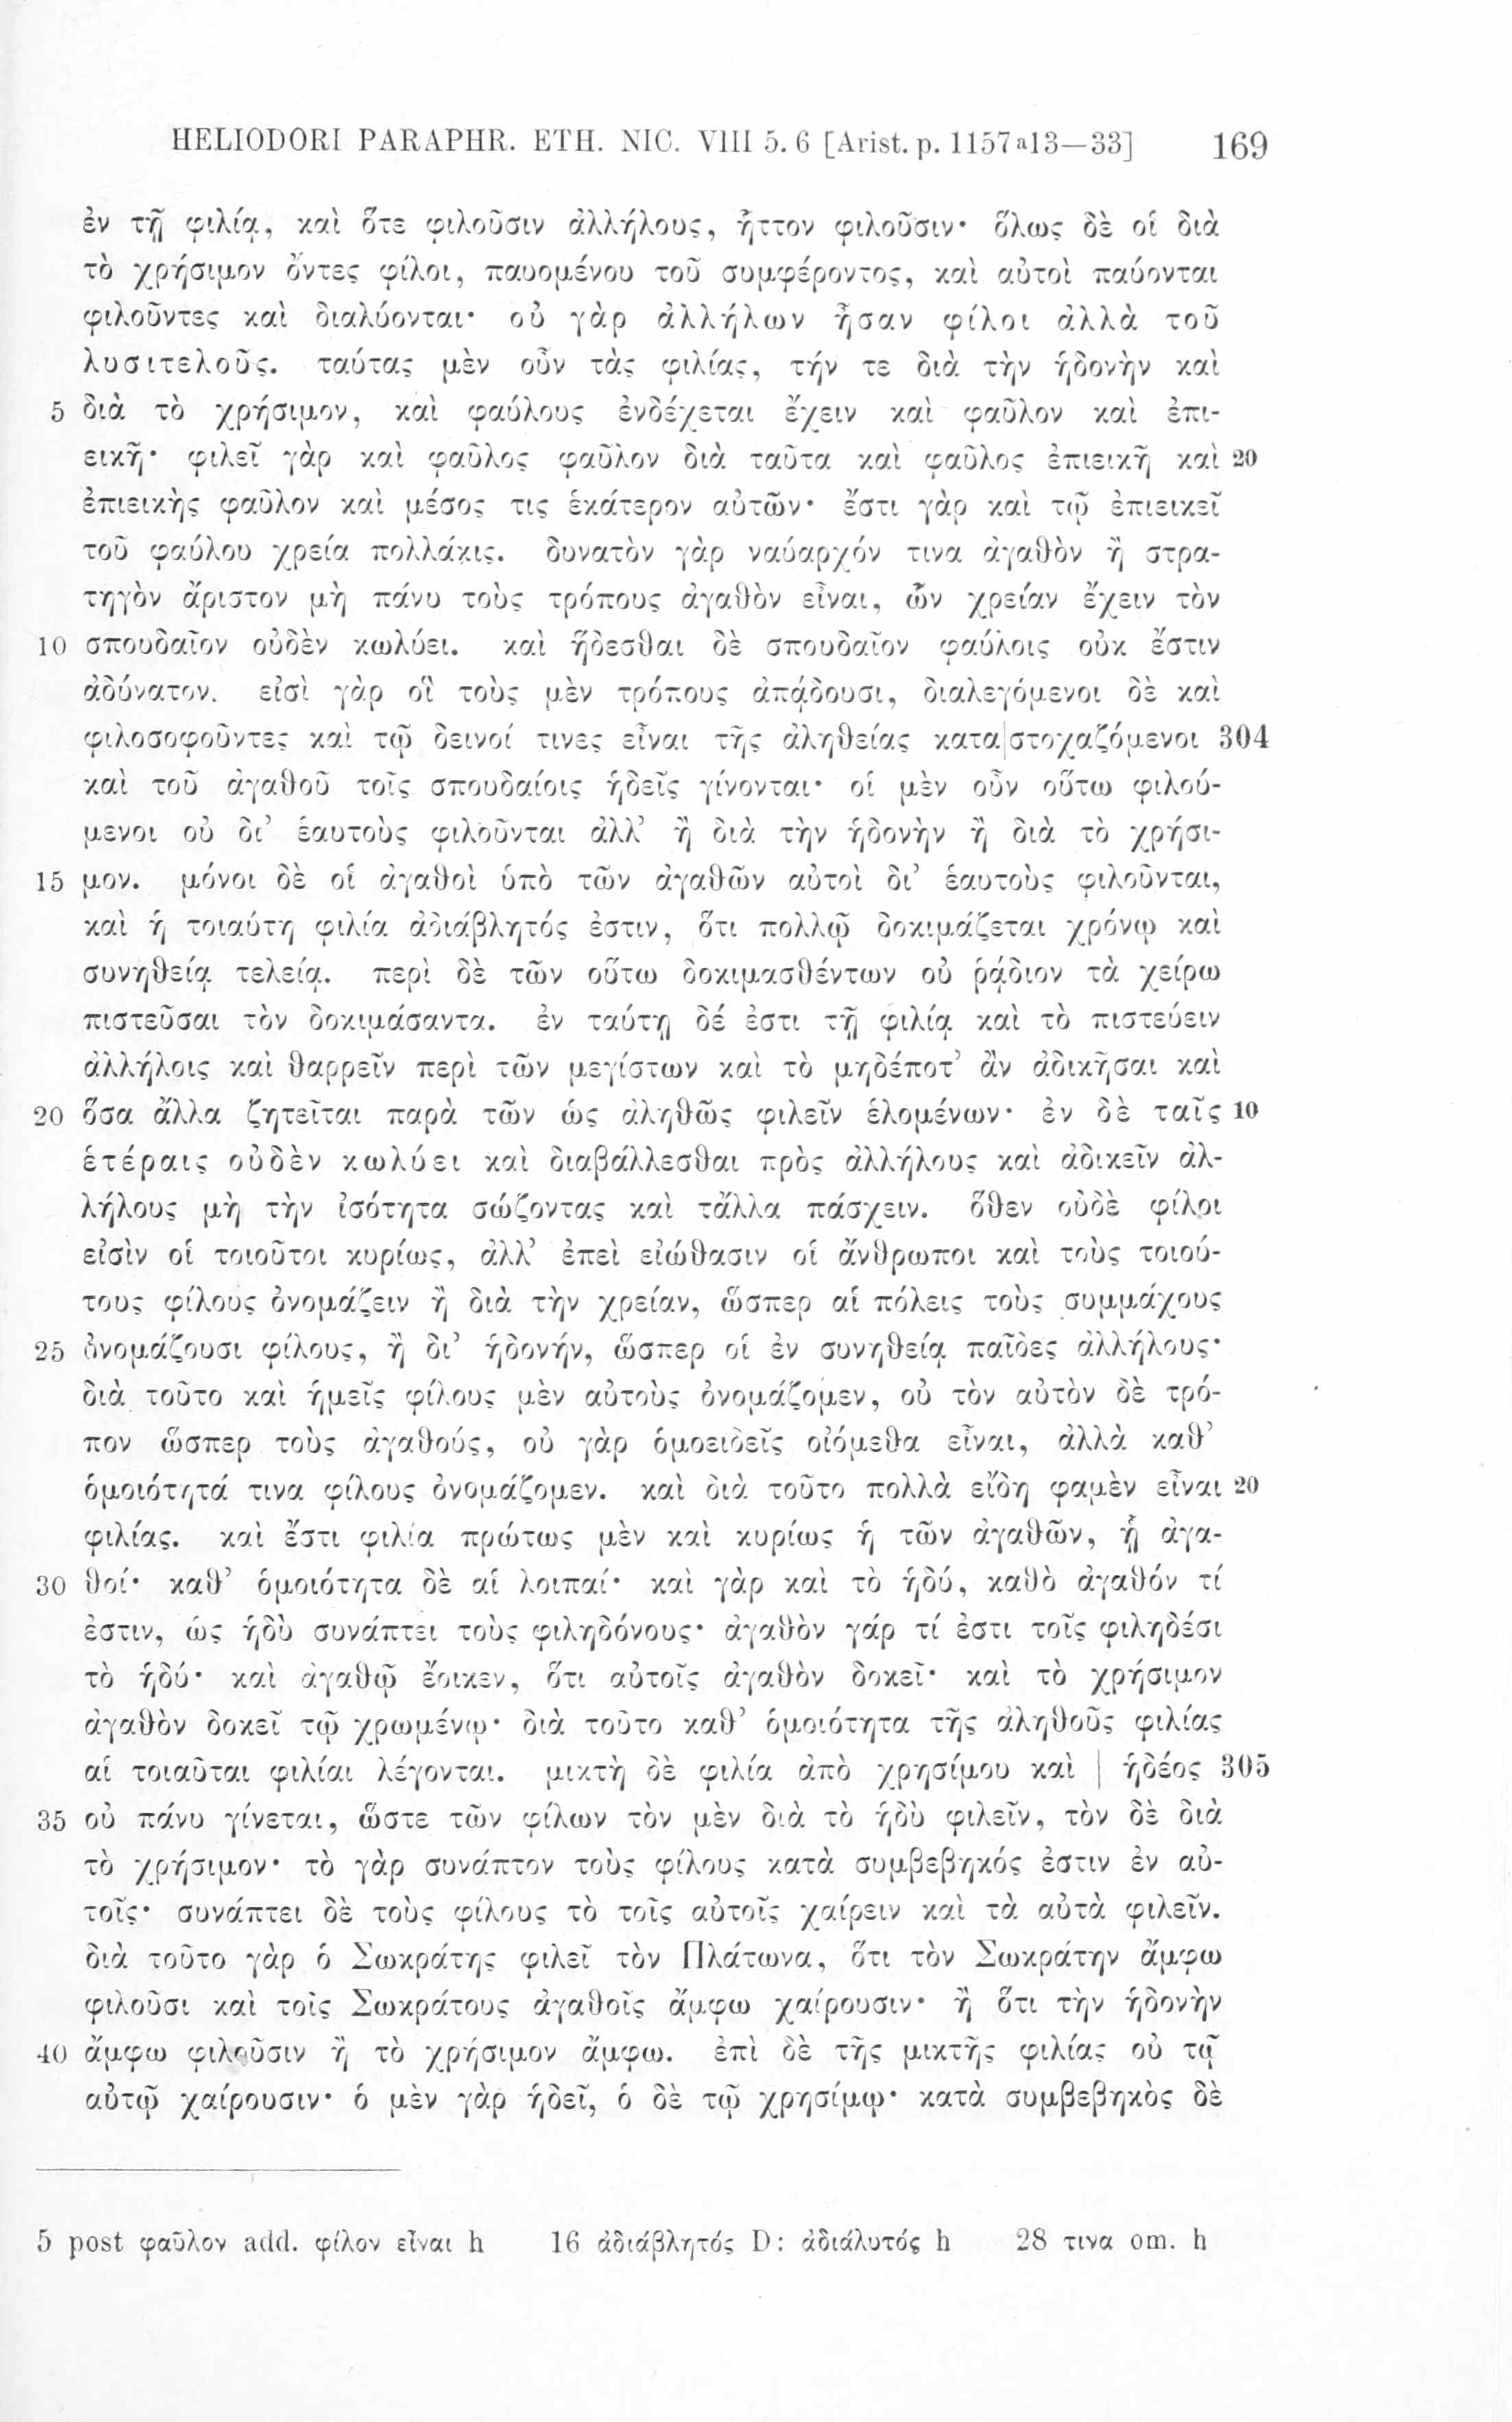 HELIODORI PARAPHR. ETH. NIC. VIII 5. 6 [Arist. p. 1157a13—33] 169
ἐν τῇ φιλίᾳ, καὶ ὅτε φιλοῦσιν ἀλλήλους, ἧττον φιλοῦσιν· ὅλως δὲ οἱ διὰ
τὸ χρήσιμον ὄντες φίλοι, παυομένου τοῦ συμφέροντος, καὶ αὐτοὶ παύονται
φιλοῦντες καὶ διαλύονται· οὐ γὰρ ἀλλήλων ἦσαν φίλοι ἀλλὰ τοῦ
λυσιτελοῦς. ταύτας μὲν οὖν τὰς φιλίας, τήν τε διὰ τὴν ἡδονὴν καὶ
5 διὰ τὸ χρήσιμον, καὶ φαύλους ἐνδέχεται ἔχειν καὶ φαῦλον καὶ ἐπι-
εικῆ· φιλεῖ γὰρ καὶ φαῦλος φαῦλον διὰ ταῦτα καὶ φαῦλος ἐπιεικῆ καὶ 20
ἐπιεικὴς φαῦλον καὶ μέσος τις ἑκάτερον αὐτῶν· ἔστι γὰρ καὶ τῷ ἐπιεικεῖ
τοῦ φαύλου χρεία πολλάκις. δυνατὸν γὰρ ναύαρχόν τινα ἀγαθὸν ἢ στρα-
τηγὸν ἄριστον μὴ πάνυ τοὺς τρόπους ἀγαθὸν εἶναι, ὧν χρείαν ἔχειν τὸν
10 σπουδαῖον οὐδὲν κωλύει. καὶ ἥδεσθαι δὲ σπουδαῖον φαύλοις οὐκ ἔστιν
ἀδύνατον. εἰσὶ γὰρ οἳ τοὺς μὲν τρόπους ἀπᾴδουσι, διαλεγόμενοι δὲ καὶ
φιλοσοφοῦντες καὶ τῷ δεινοί τινες εἶναι τῆς ἀληθείας κατα|στοχαζόμενοι 304
καὶ τοῦ ἀγαθοῦ τοῖς σπουδαίοις ἡδεῖς γίνονται· οἱ μὲν οὖν οὕτω φιλού-
μενοι οὐ δι’ ἑαυτοὺς φιλοῦνται ἀλλ’ ἢ διὰ τὴν ἡδονὴν ἢ διὰ τὸ χρήσι-
15 μον. μόνοι δὲ οἱ ἀγαθοὶ ὑπὸ τῶν ἀγαθῶν αὐτοὶ δι’ ἑαυτοὺς φιλοῦνται,
καὶ ἡ τοιαύτη φιλία ἀδιάβλητός ἐστιν, ὅτι πολλῷ δοκιμάζεται χρόνῳ καὶ
συνηθείᾳ τελείᾳ. περὶ δὲ τῶν οὕτω δοκιμασθέντων οὐ ῥᾴδιον τὰ χείρω
πιστεῦσαι τὸν δοκιμάσαντα. ἐν ταύτῃ δέ ἐστι τῇ φιλίᾳ καὶ τὸ πιστεύειν
ἀλλήλοις καὶ θαρρεῖν περὶ τῶν μεγίστων καὶ τὸ μηδέποτ’ ἂν ἀδικῆσαι καὶ
20 ὅσα ἄλλα ζητεῖται παρὰ τῶν ὡς ἀληθῶς φιλεῖν ἑλομένων· ἐν δὲ ταῖς 10
ἑτέραις οὐδὲν κωλύει καὶ διαβάλλεσθαι πρὸς ἀλλήλους καὶ ἀδικεῖν ἀλ-
λήλους μὴ τὴν ἰσότητα σώζοντας καὶ τἄλλα πάσχειν. ὅθεν οὐδὲ φίλοι
εἰσὶν οἱ τοιοῦτοι κυρίως, ἀλλ’ ἐπεὶ εἰώθασιν οἱ ἄνθρωποι καὶ τοὺς τοιού-
τους φίλους ὀνομάζειν ἢ διὰ τὴν χρείαν, ὥσπερ αἱ πόλεις τοὺς συμμάχους
25 ὀνομάζουσι φίλους, ἢ δι’ ἡδονήν, ὥσπερ οἱ ἐν συνηθείᾳ παῖδες ἀλλήλους·
διὰ τοῦτο καὶ ἡμεῖς φίλους μὲν αὐτοὺς ὀνομάζομεν, οὐ τὸν αὐτὸν δὲ τρό-
πον ὥσπερ τοὺς ἀγαθούς, οὐ γὰρ ὁμοειδεῖς οἰόμεθα εἶναι, ἀλλὰ καθ’
ὁμοιότητά τινα φίλους ὀνομάζομεν. καὶ διὰ τοῦτο πολλὰ εἴδη φαμὲν εἶναι 20
φιλίας. καὶ ἔστι φιλία πρώτως μὲν καὶ κυρίως ἡ τῶν ἀγαθῶν, ᾗ ἀγα-
30 θοί· καθ’ ὁμοιότητα δὲ αἱ λοιπαί· καὶ γὰρ καὶ τὸ ἡδύ, καθὸ ἀγαθόν τί
ἐστιν, ὡς ἡδὺ συνάπτει τοὺς φιληδόνους· ἀγαθὸν γάρ τί ἐστι τοῖς φιληδέσι
τὸ ἡδύ· καὶ ἀγαθῷ ἔοικεν, ὅτι αὐτοῖς ἀγαθὸν δοκεῖ· καὶ τὸ χρήσιμον
ἀγαθὸν δοκεῖ τῷ χρωμένῳ· διὰ τοῦτο καθ’ ὁμοιότητα τῆς ἀληθοῦς φιλίας
αἱ τοιαῦται φιλίαι λέγονται. μικτὴ δὲ φιλία ἀπὸ χρησίμου καὶ | ἡδέος 305
35 οὐ πάνυ γίνεται, ὥστε τῶν φίλων τὸν μὲν διὰ τὸ ἡδὺ φιλεῖν, τὸν δὲ διὰ
τὸ χρήσιμον· τὸ γὰρ συνάπτον τοὺς φίλους κατὰ συμβεβηκός ἐστιν ἐν αὐ-
τοῖς· συνάπτει δὲ τοὺς φίλους τὸ τοῖς αὐτοῖς χαίρειν καὶ τὰ αὐτὰ φιλεῖν.
διὰ τοῦτο γὰρ ὁ Σωκράτης φιλεῖ τὸν Πλάτωνα, ὅτι τὸν Σωκράτην ἄμφω
φιλοῦσι καὶ τοῖς Σωκράτους ἀγαθοῖς ἄμφω χαίρουσιν· ἢ ὅτι τὴν ἡδονὴν
40 ἄμφω φιλοῦσιν ἢ τὸ χρήσιμον ἄμφω. ἐπὶ δὲ τῆς μικτῆς φιλίας οὐ τῷ
αὐτῷ χαίρουσιν· ὁ μὲν γὰρ ἡδεῖ, ὁ δὲ τῷ χρησίμῳ· κατὰ συμβεβηκὸς δὲ
5 post φαῦλον add. φίλον εἶναι h 16 ἀδιάβλητός D: ἀδιάλυτός h 28 τινα om. h